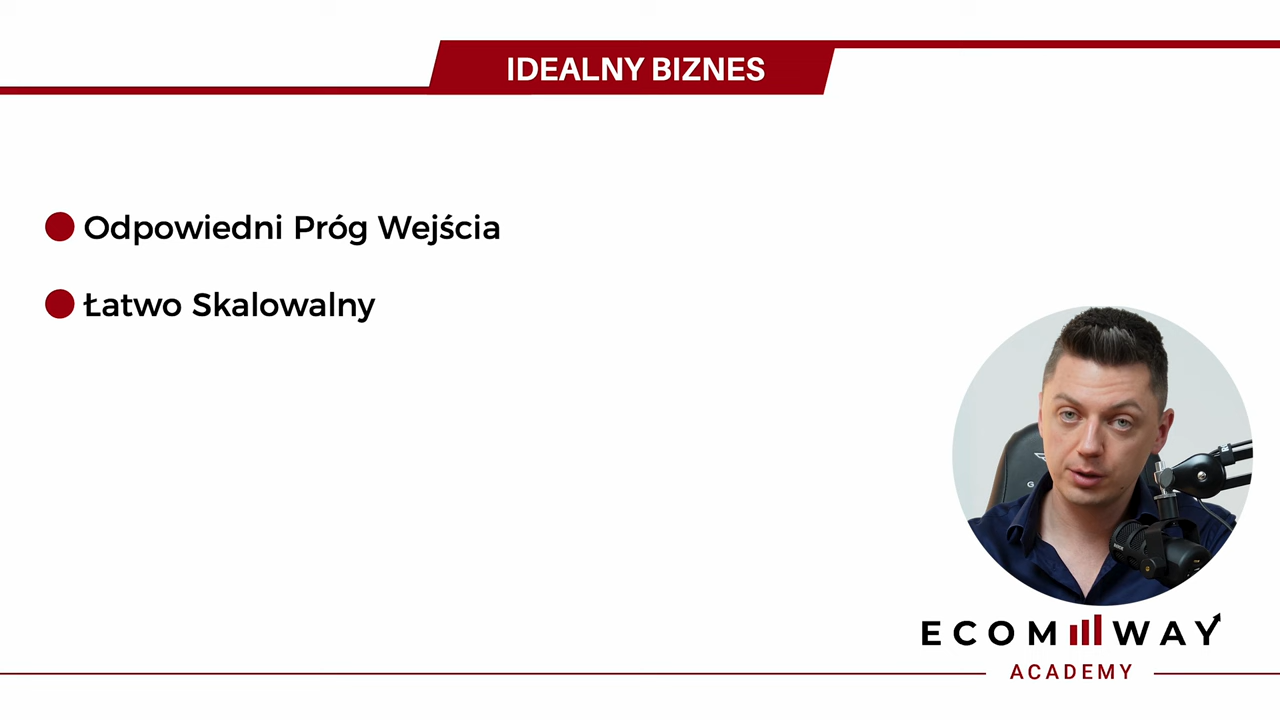 IDEALNY BIZNES
Odpowiedni Próg Wejścia
Łatwo Skalowalny
ECOM WAY
ACADEMY